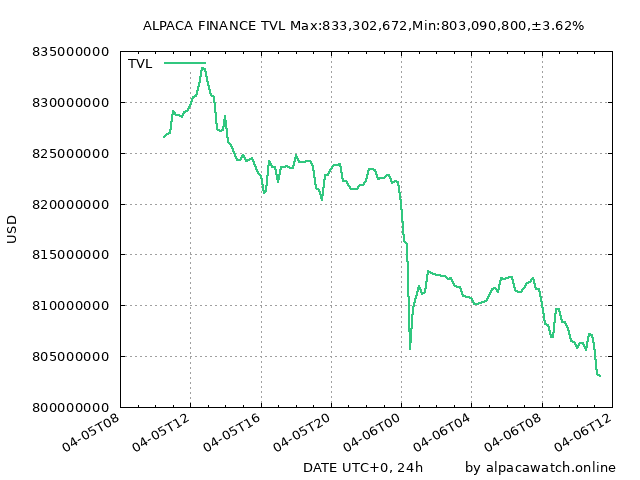 ALPACA FINANCE TVL Max:833,302,672,Min:803,090,800,±3.62%
835000000
TVL
830000000
825000000
820000000
USD
815000000
810000000
805000000
800000000
04-05T08
04-05T12
04-05T16
04-05T20
04-06T00
04-06T04
04-06T08
04-06T12
DATE UTC+0, 24h
by alpacawatch.online